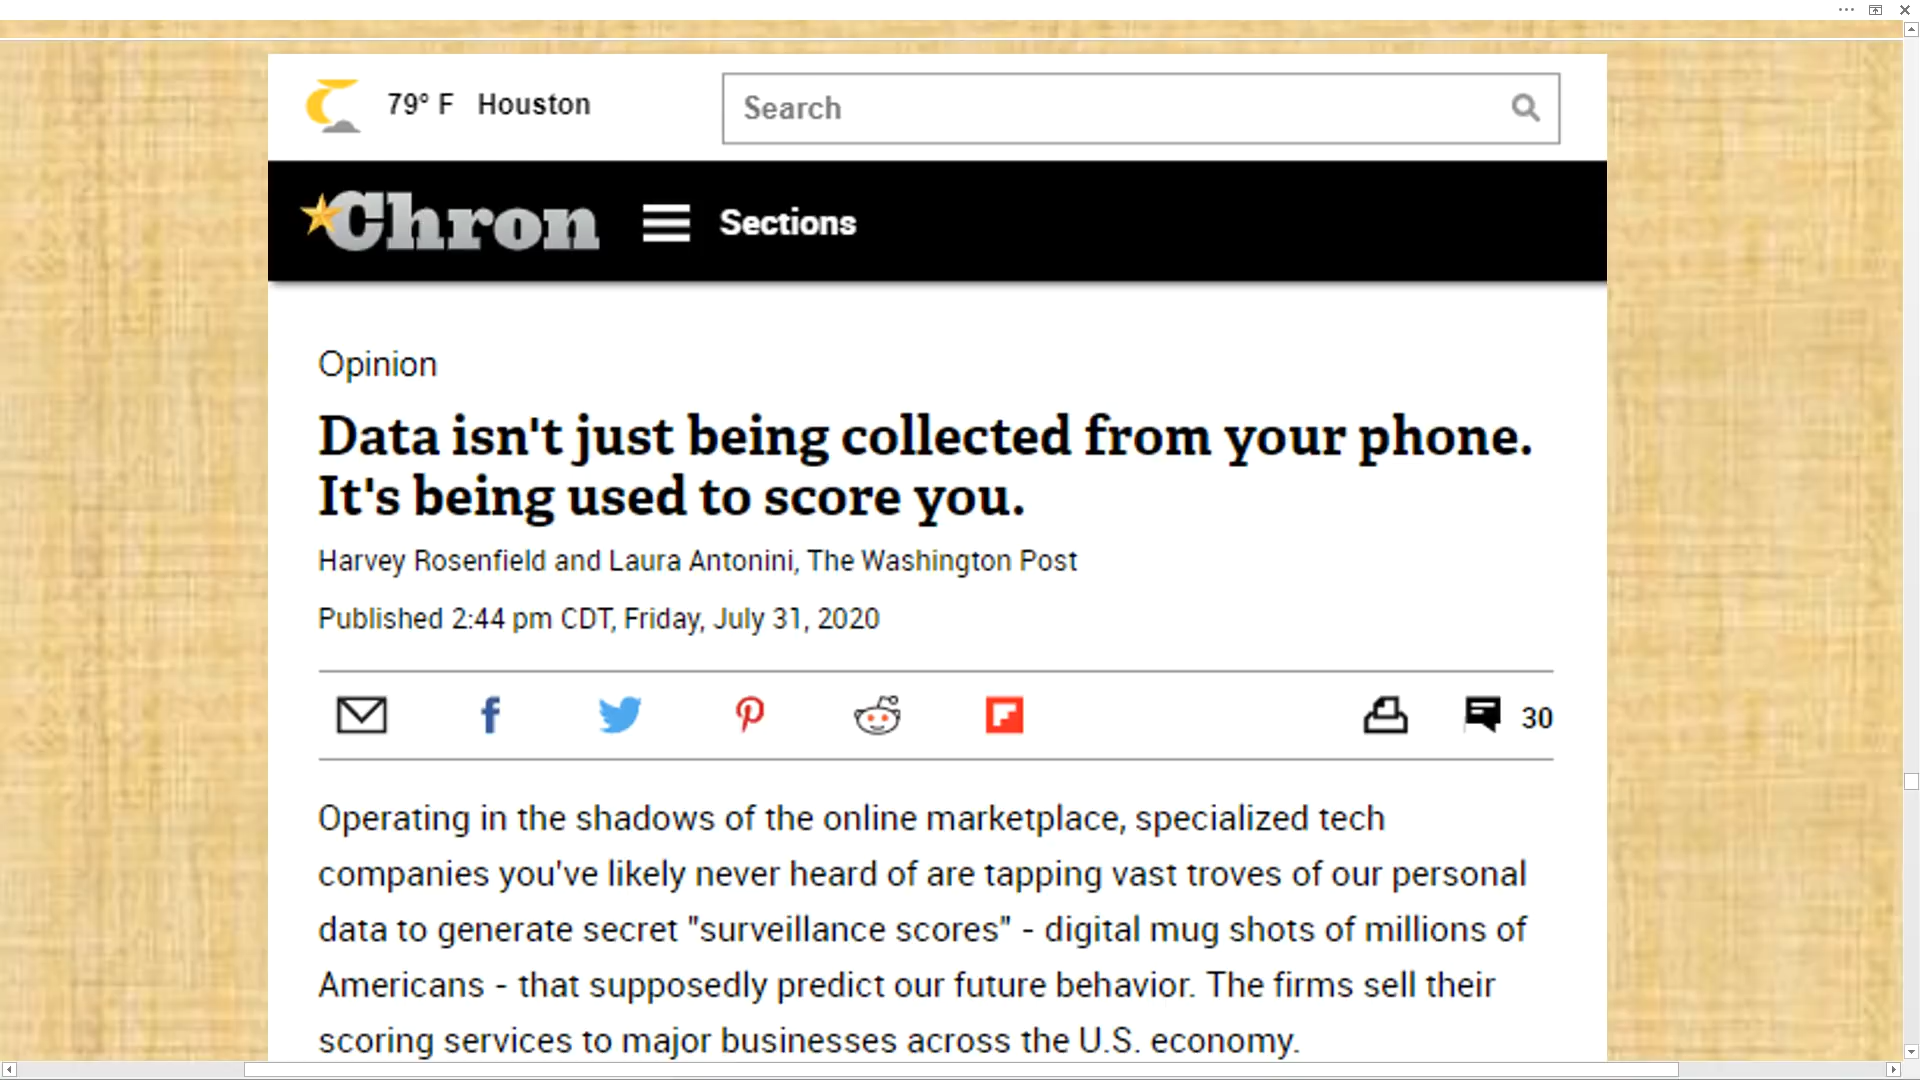 79° F Houston
Search
Chron
Sections
Opinion
Data isn't just being collected from your phone.
It's being used to score you.
Harvey Rosenfield and Laura Antonini, The Washington Post
Published 2:44 pm CDT, Friday, July 31, 2020
30
Operating in the shadows of the online marketplace, specialized tech
companies you've likely never heard of are tapping vast troves of our personal
data to generate secret "surveillance scores" - digital mug shots of millions of
Americans - that supposedly predict our future behavior. The firms sell their
scoring services to major businesses across the U.S. economy.